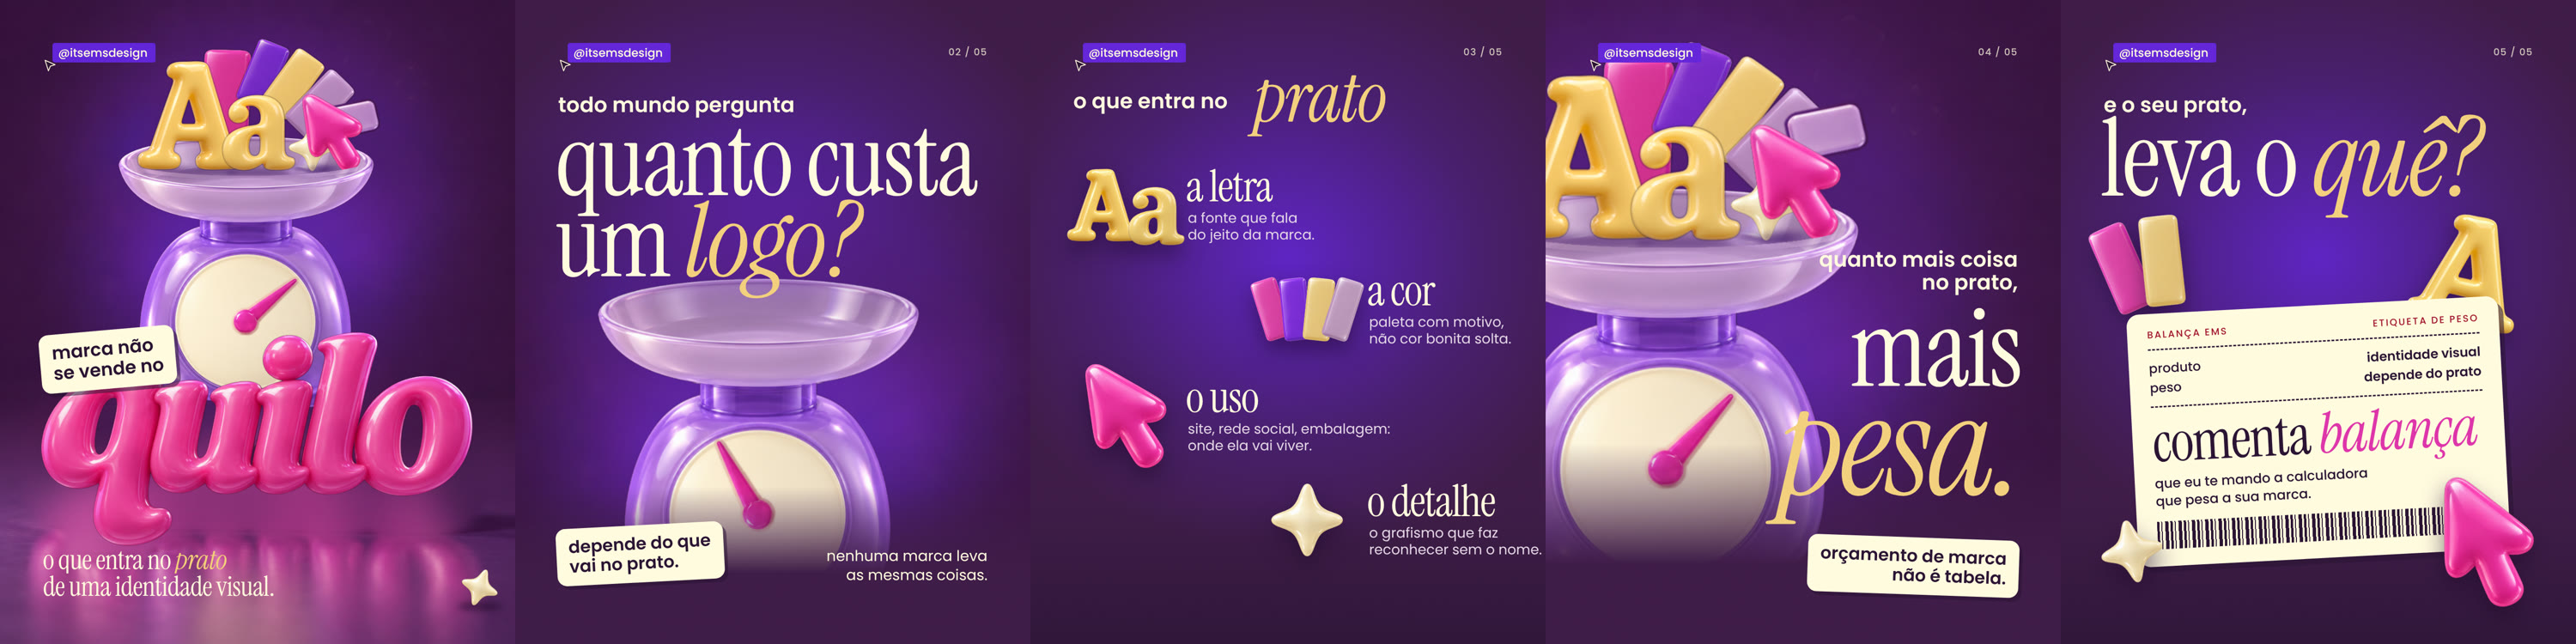 @itsemsdesign
Aa
marca não
se vende no
quilo
o que entra no prato
de uma identidade visual.
@itsemsdesign
02 / 05
todo mundo pergunta
quanto custa
um logo?
depende do que
vai no prato.
nenhuma marca leva
as mesmas coisas.
@itsemsdesign
03 / 05
o que entra no prato
Aa
a letra
a fonte que fala
do jeito da marca.
a cor
paleta com motivo,
não cor bonita solta.
o uso
site, rede social, embalagem:
onde ela vai viver.
o detalhe
o grafismo que faz
reconhecer sem o nome.
@itsemsdesign
04 / 05
Aa
quanto mais coisa
no prato,
mais
pesa.
orçamento de marca
não é tabela.
@itsemsdesign
05 / 05
e o seu prato,
leva o quê?
A
BALANÇA EMS
ETIQUETA DE PESO
produto identidade visual
peso depende do prato
comenta balança
que eu te mando a calculadora
que pesa a sua marca.